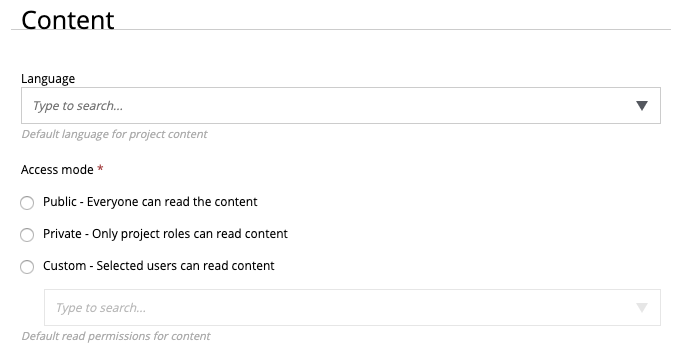 Content
Language
Type to search...
Default language for project content
Access mode *
Public - Everyone can read the content
Private - Only project roles can read content
Custom - Selected users can read content
Type to search...
Default read permissions for content